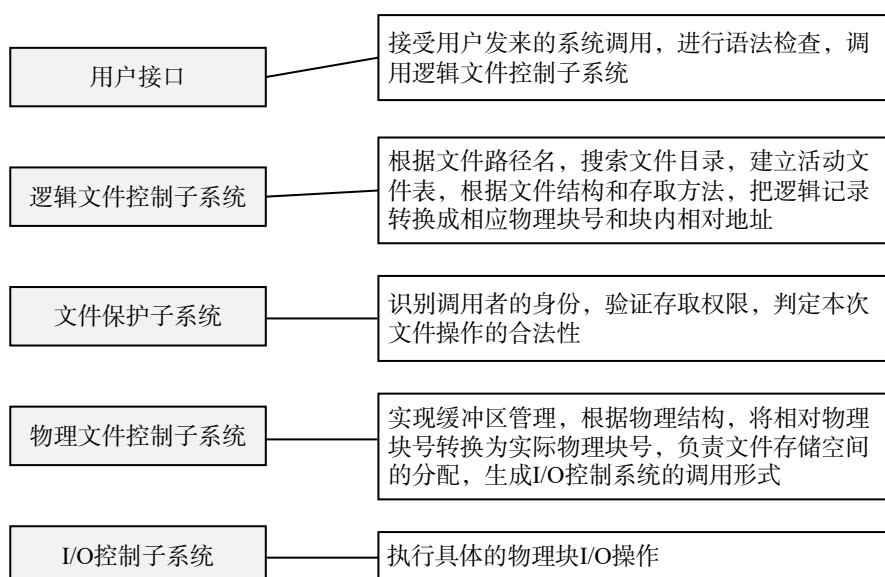 用户接口
接受用户发来的系统调用，进行语法检查，调
用逻辑文件控制子系统
逻辑文件控制子系统
根据文件路径名，搜索文件目录，建立活动文
件表，根据文件结构和存取方法，把逻辑记录
转换成相应物理块号和块内相对地址
文件保护子系统
识别调用者的身份，验证存取权限，判定本次
文件操作的合法性
物理文件控制子系统
实现缓冲区管理，根据物理结构，将相对物理
块号转换为实际物理块号，负责文件存储空间
的分配，生成I/O控制系统的调用形式
I/O控制子系统
执行具体的物理块I/O操作